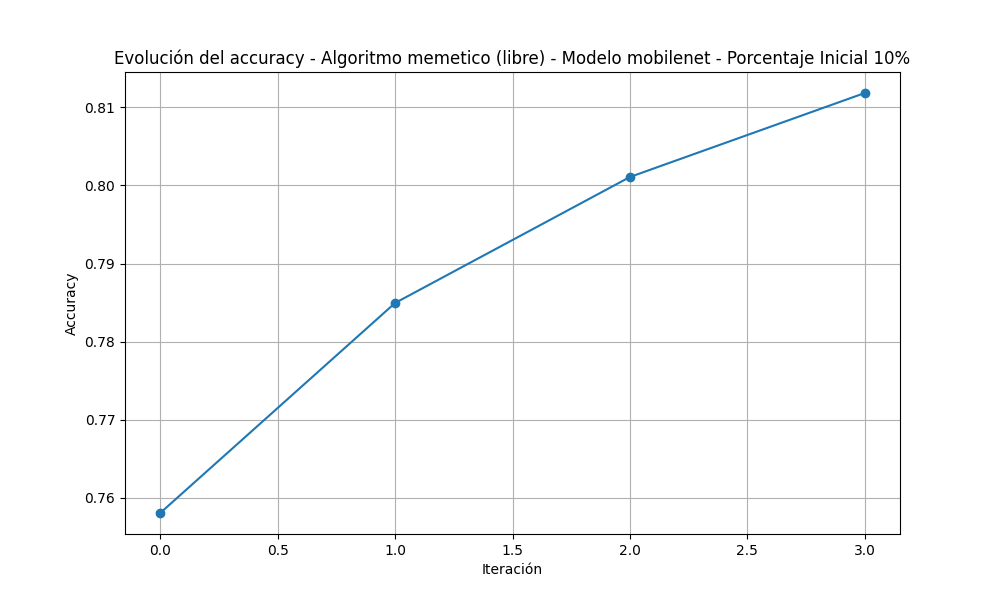 Evolución del accuracy - Algoritmo memetico (libre) - Modelo mobilenet - Porcentaje Inicial 10%
0.81
0.80
0.79
0.78
0.77
0.76
Accuracy
0.0 0.5 1.0 1.5 2.0 2.5 3.0
Iteración